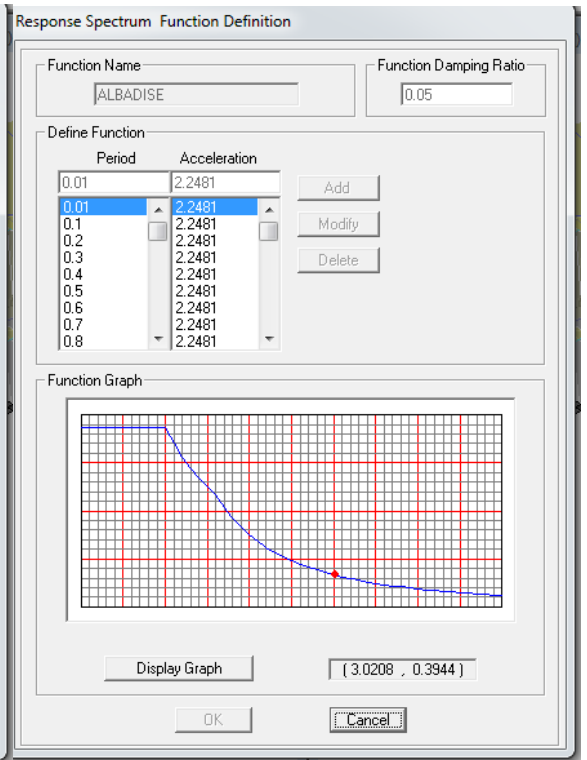 Response Spectrum Function Definition
Function Name
ALBADISE
Function Damping Ratio
0.05
Define Function
Period Acceleration
0.01 2.2481
0.01 2.2481
0.1 2.2481
0.2 2.2481
0.3 2.2481
0.4 2.2481
0.5 2.2481
0.6 2.2481
0.7 2.2481
0.8 2.2481
Add
Modify
Delete
Function Graph
Display Graph
( 3.0208 , 0.3944 )
OK
Cancel